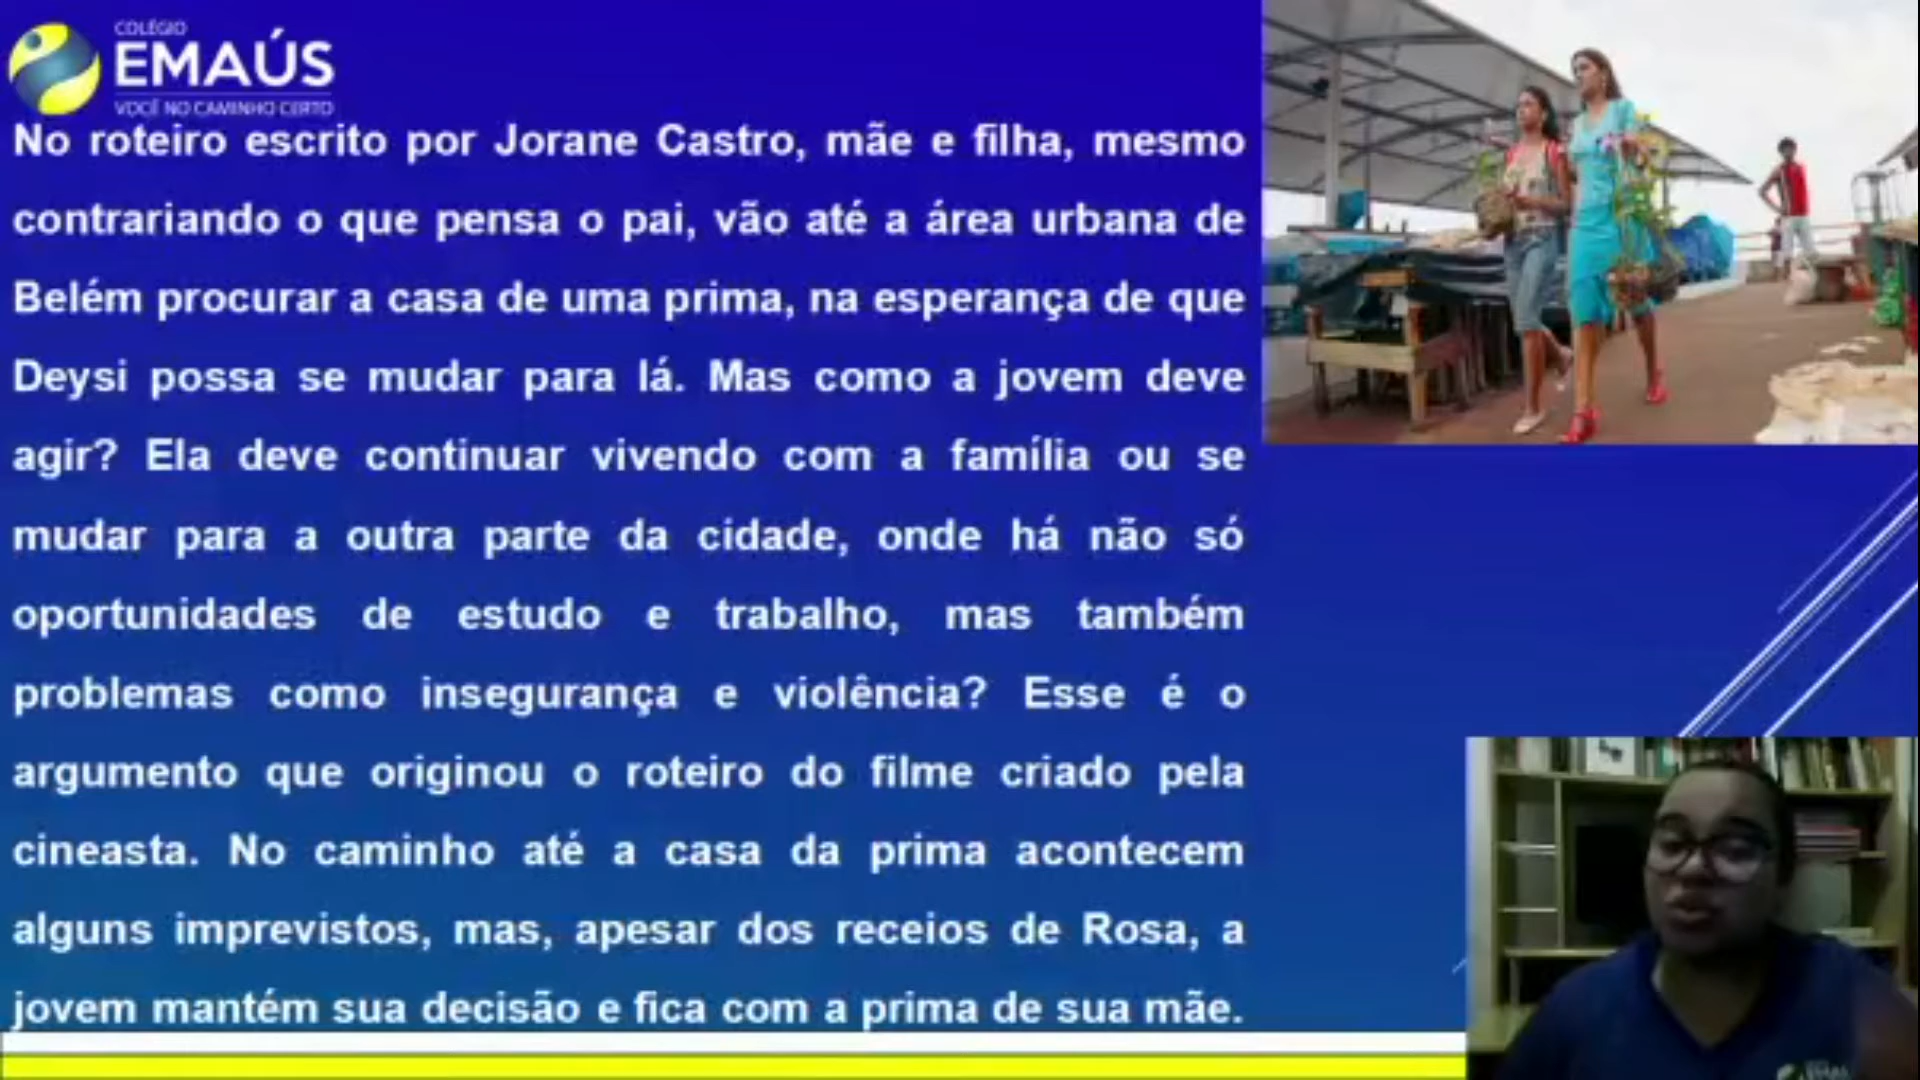 COLÉGIO
EMAÚS
VOCÊ NO CAMINHO CERTO
No roteiro escrito por Jorane Castro, mãe e filha, mesmo
contrariando o que pensa o pai, vão até a área urbana de
Belém procurar a casa de uma prima, na esperança de que
Deysi possa se mudar para lá. Mas como a jovem deve
agir? Ela deve continuar vivendo com a família ou se
mudar para a outra parte da cidade, onde há não só
oportunidades de estudo e trabalho, mas também
problemas como insegurança e violência? Esse é o
argumento que originou o roteiro do filme criado pela
cineasta. No caminho até a casa da prima acontecem
alguns imprevistos, mas, apesar dos receios de Rosa, a
jovem mantém sua decisão e fica com a prima de sua mãe.